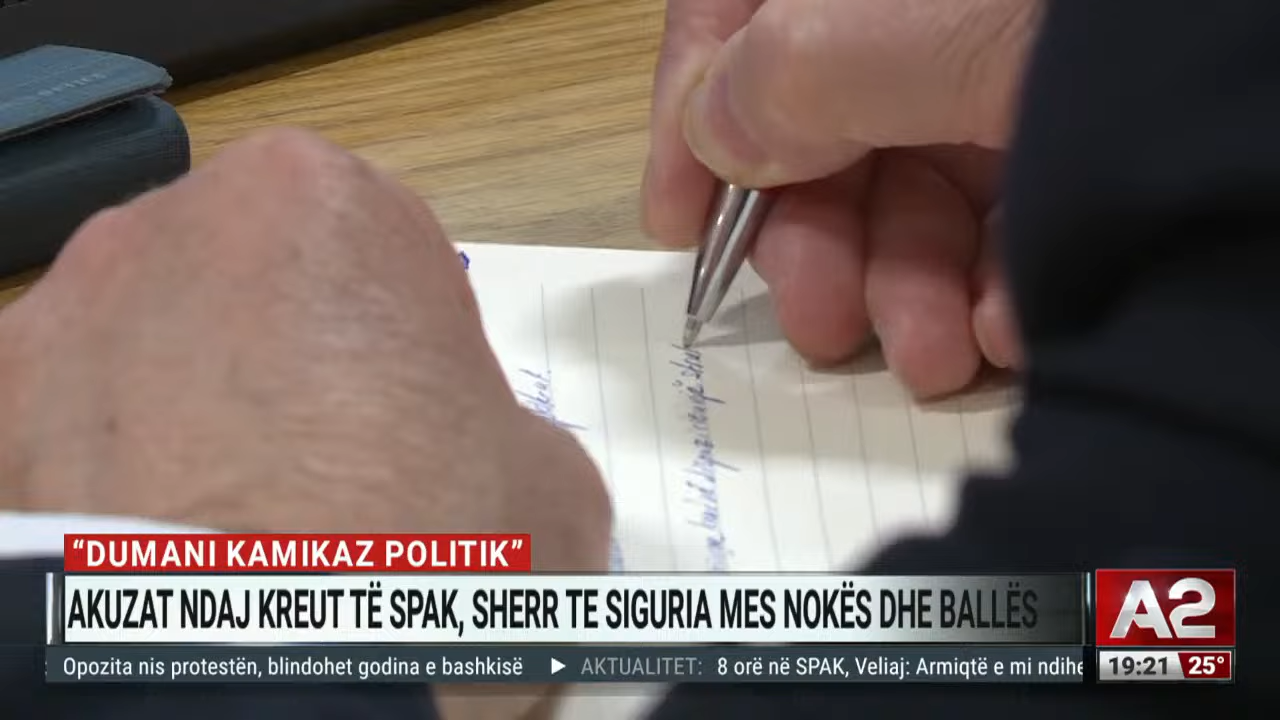 “DUMANI KAMIKAZ POLITIK”
AKUZAT NDAJ KREUT TË SPAK, SHERR TE SIGURIA MES NOKËS DHE BALLËS
A2
Opozita nis protestën, blindohet godina e bashkisë ▶ AKTUALITET: 8 orë në SPAK, Veliaj: Armiqtë e mi ndihe
19:21 25°